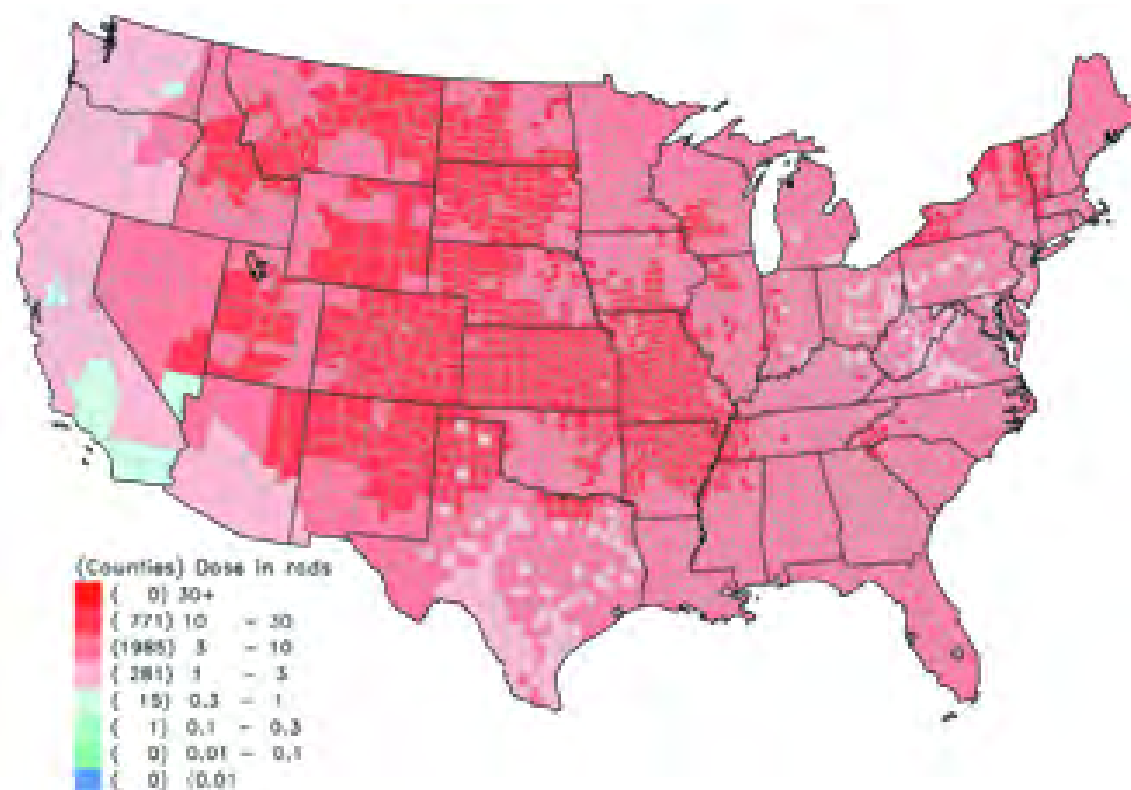 (Counties) Dose in rads
( 0) 30+
( 771) 10 - 30
(1985) 3 - 10
( 281) 1 - 3
( 15) 0.3 - 1
( 1) 0.1 - 0.3
( 0) 0.01 - 0.1
( 0) <0.01